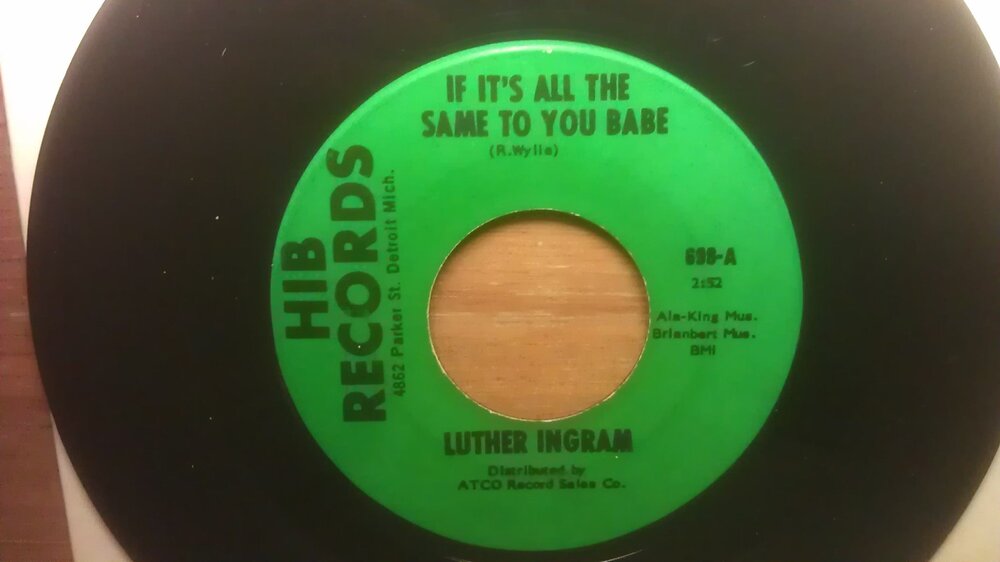 IF IT'S ALL THE
SAME TO YOU BABE
(R.Wylie)
HIB
RECORDS
4862 Parker St. Detroit Mich.
698-A
2:52
Ale-King Mus.
Brianbert Mus.
BMI
LUTHER INGRAM
Distributed by
ATCO Record Sales Co.